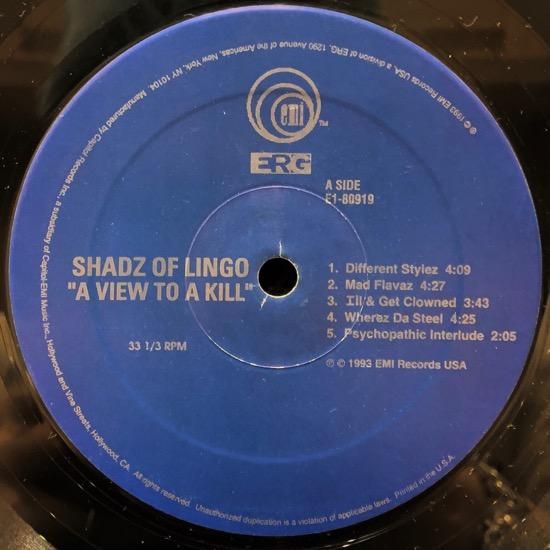 ℗ © 1993 EMI Records USA, a division of ERG, 1290 Avenue of the Americas, New York, NY 10104. Manufactured by Capitol Records Inc., a subsidiary of Capitol-EMI Music Inc., Hollywood and Vine Streets, Hollywood, CA. All rights reserved. Unauthorized duplication is a violation of applicable laws. Printed in the U.S.A.
emi
TM
ERG
A SIDE
E1-80919
SHADZ OF LINGO
"A VIEW TO A KILL"
33 1/3 RPM
1. Different Stylez 4:09
2. Mad Flavaz 4:27
3. Ill & Get Clowned 3:43
4. Wherez Da Steel 4:25
5. Psychopathic Interlude 2:05
℗ © 1993 EMI Records USA